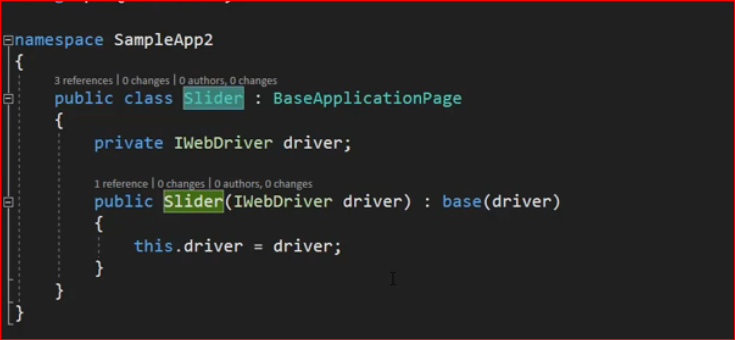 namespace SampleApp2
{
3 references | 0 changes | 0 authors, 0 changes
public class Slider : BaseApplicationPage
{
private IWebDriver driver;
1 reference | 0 changes | 0 authors, 0 changes
public Slider(IWebDriver driver) : base(driver)
{
this.driver = driver;
}
}
}